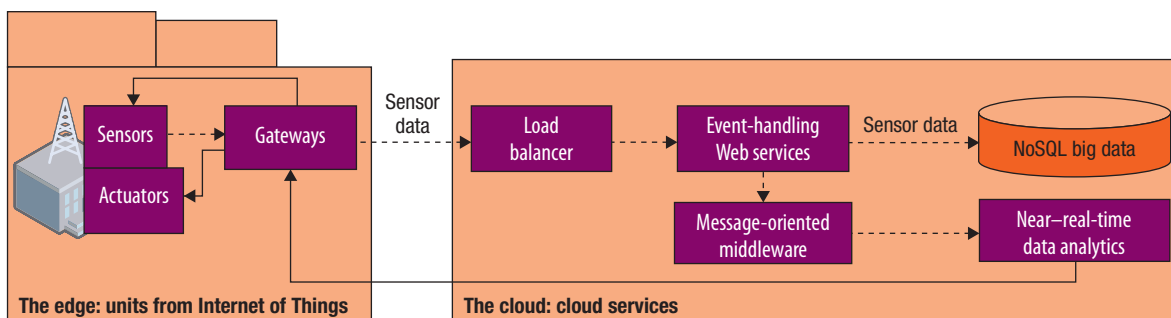 Sensors
Gateways
Actuators
The edge: units from Internet of Things
Sensor
data
Load
balancer
Event-handling
Web services
Sensor data
NoSQL big data
Message-oriented
middleware
Near–real-time
data analytics
The cloud: cloud services